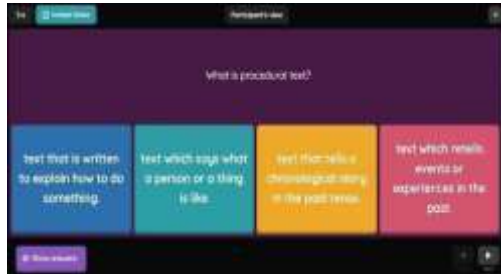 Participant's view
What is procedural text?
text that is written
to explain how to do
something.
text which says what
a person or a thing
is like.
text that tells a
chronological story
in the past tense.
text which retells
events or
experiences in the
past.
Show answers